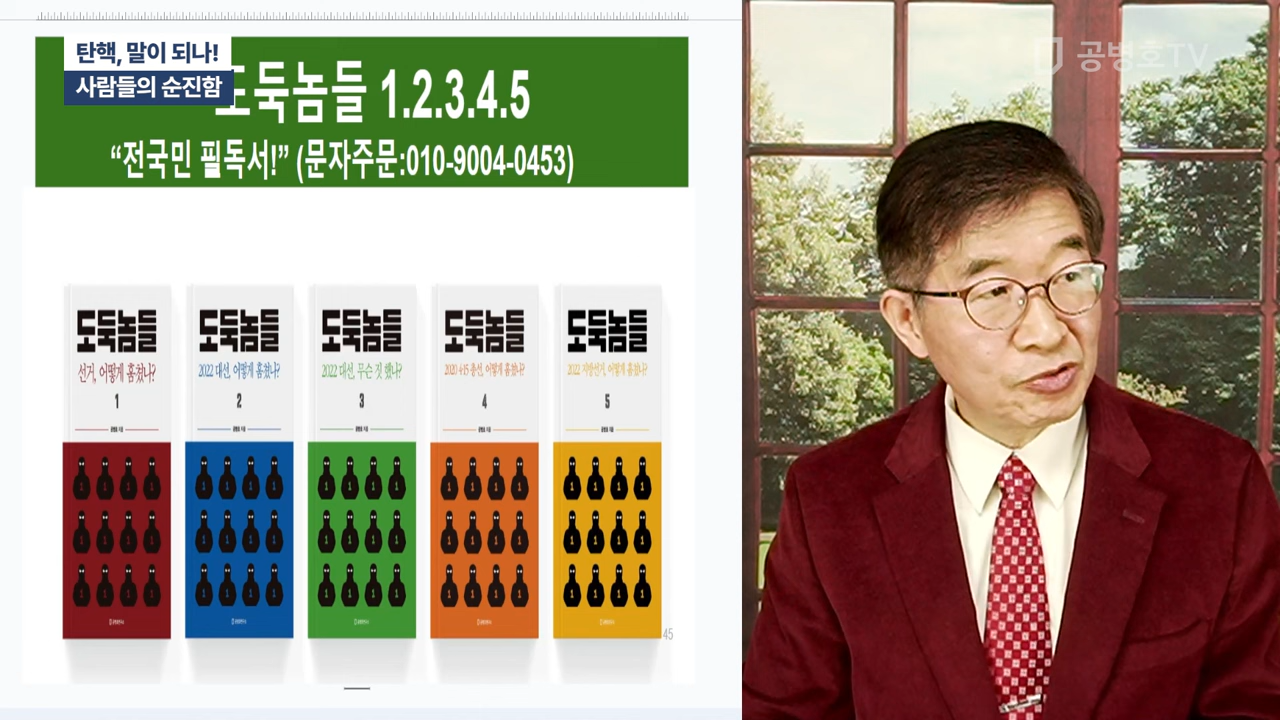 탄핵, 말이 되나!
사람들의 순진함
도둑놈들 1.2.3.4.5
“전국민 필독서!” (문자주문:010-9004-0453)
공병호TV
도둑놈들
선거, 어떻게 훔쳤나?
1
도둑놈들
2022 대선, 어떻게 훔쳤나?
2
도둑놈들
2022 대선, 무슨 짓 했나?
3
도둑놈들
2020 4·15 총선, 어떻게 훔쳤나?
4
도둑놈들
2022 지방선거, 어떻게 훔쳤나?
5
45